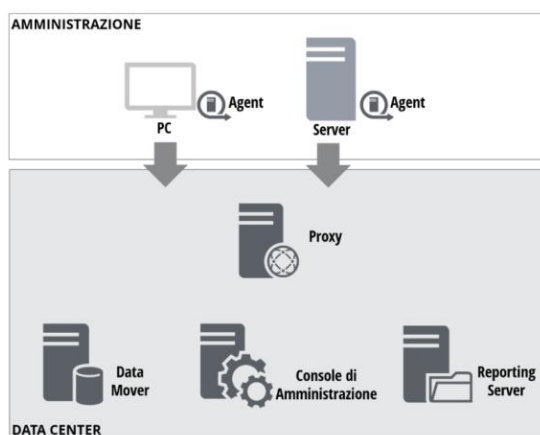 AMMINISTRAZIONE
Agent
PC
Agent
Server
Proxy
Data
Mover
Console di
Amministrazione
Reporting
Server
DATA CENTER